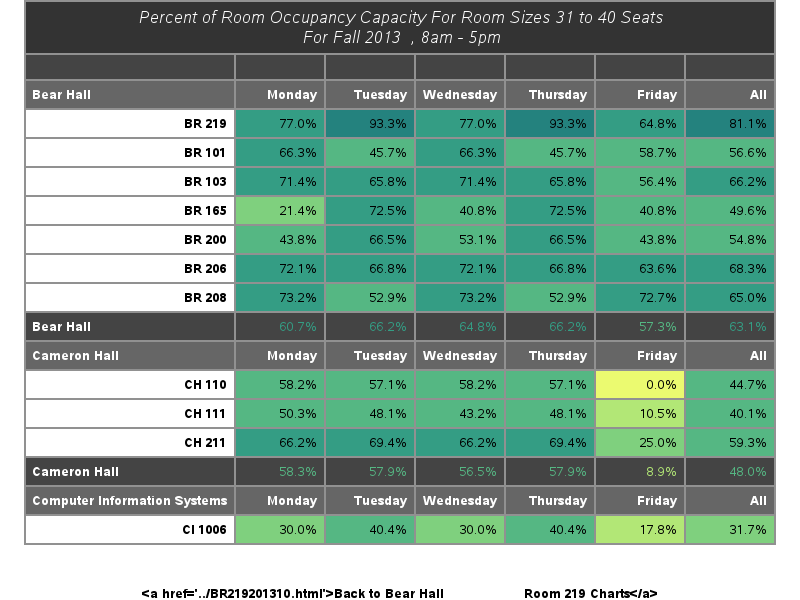 Percent of Room Occupancy Capacity For Room Sizes 31 to 40 Seats
For Fall 2013 , 8am - 5pm
Bear Hall Monday Tuesday Wednesday Thursday Friday All
BR 219 77.0% 93.3% 77.0% 93.3% 64.8% 81.1%
BR 101 66.3% 45.7% 66.3% 45.7% 58.7% 56.6%
BR 103 71.4% 65.8% 71.4% 65.8% 56.4% 66.2%
BR 165 21.4% 72.5% 40.8% 72.5% 40.8% 49.6%
BR 200 43.8% 66.5% 53.1% 66.5% 43.8% 54.8%
BR 206 72.1% 66.8% 72.1% 66.8% 63.6% 68.3%
BR 208 73.2% 52.9% 73.2% 52.9% 72.7% 65.0%
Bear Hall 60.7% 66.2% 64.8% 66.2% 57.3% 63.1%
Cameron Hall Monday Tuesday Wednesday Thursday Friday All
CH 110 58.2% 57.1% 58.2% 57.1% 0.0% 44.7%
CH 111 50.3% 48.1% 43.2% 48.1% 10.5% 40.1%
CH 211 66.2% 69.4% 66.2% 69.4% 25.0% 59.3%
Cameron Hall 58.3% 57.9% 56.5% 57.9% 8.9% 48.0%
Computer Information Systems Monday Tuesday Wednesday Thursday Friday All
CI 1006 30.0% 40.4% 30.0% 40.4% 17.8% 31.7%
<a href='../BR219201310.html'>Back to Bear Hall Room 219 Charts</a>